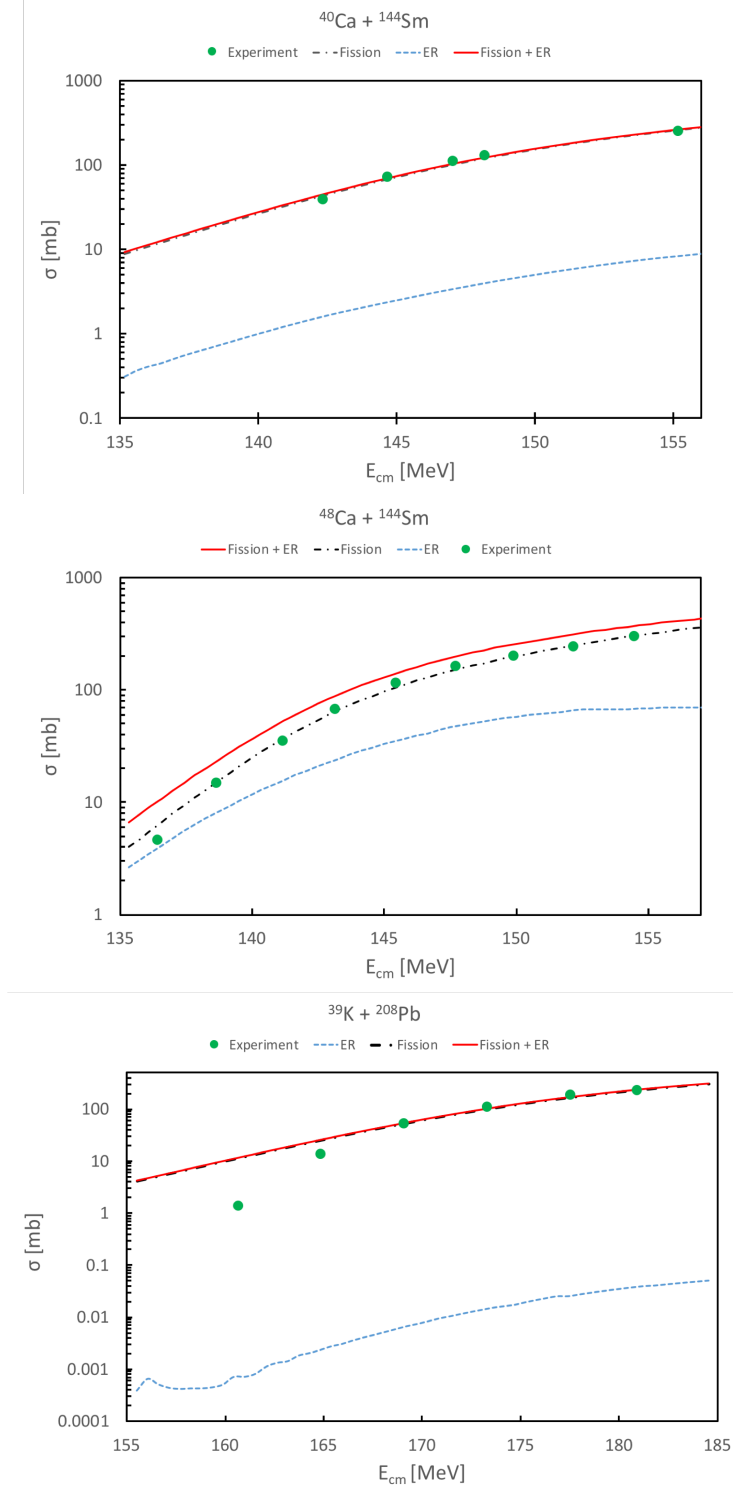 ⁴⁰Ca + ¹⁴⁴Sm
Experiment Fission ER Fission + ER
1000
100
10
1
0.1
σ [mb]
135 140 145 150 155
E_cm [MeV]
⁴⁸Ca + ¹⁴⁴Sm
Fission + ER Fission ER Experiment
1000
100
10
1
σ [mb]
135 140 145 150 155
E_cm [MeV]
³⁹K + ²⁰⁸Pb
Experiment ER Fission Fission + ER
100
10
1
0.1
0.01
0.001
0.0001
σ [mb]
155 160 165 170 175 180 185
E_cm [MeV]